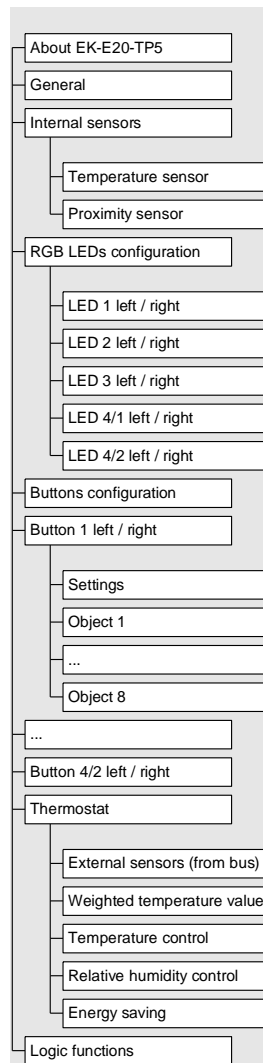 About EK-E20-TP5
General
Internal sensors
Temperature sensor
Proximity sensor
RGB LEDs configuration
LED 1 left / right
LED 2 left / right
LED 3 left / right
LED 4/1 left / right
LED 4/2 left / right
Buttons configuration
Button 1 left / right
Settings
Object 1
...
Object 8
...
Button 4/2 left / right
Thermostat
External sensors (from bus)
Weighted temperature value
Temperature control
Relative humidity control
Energy saving
Logic functions